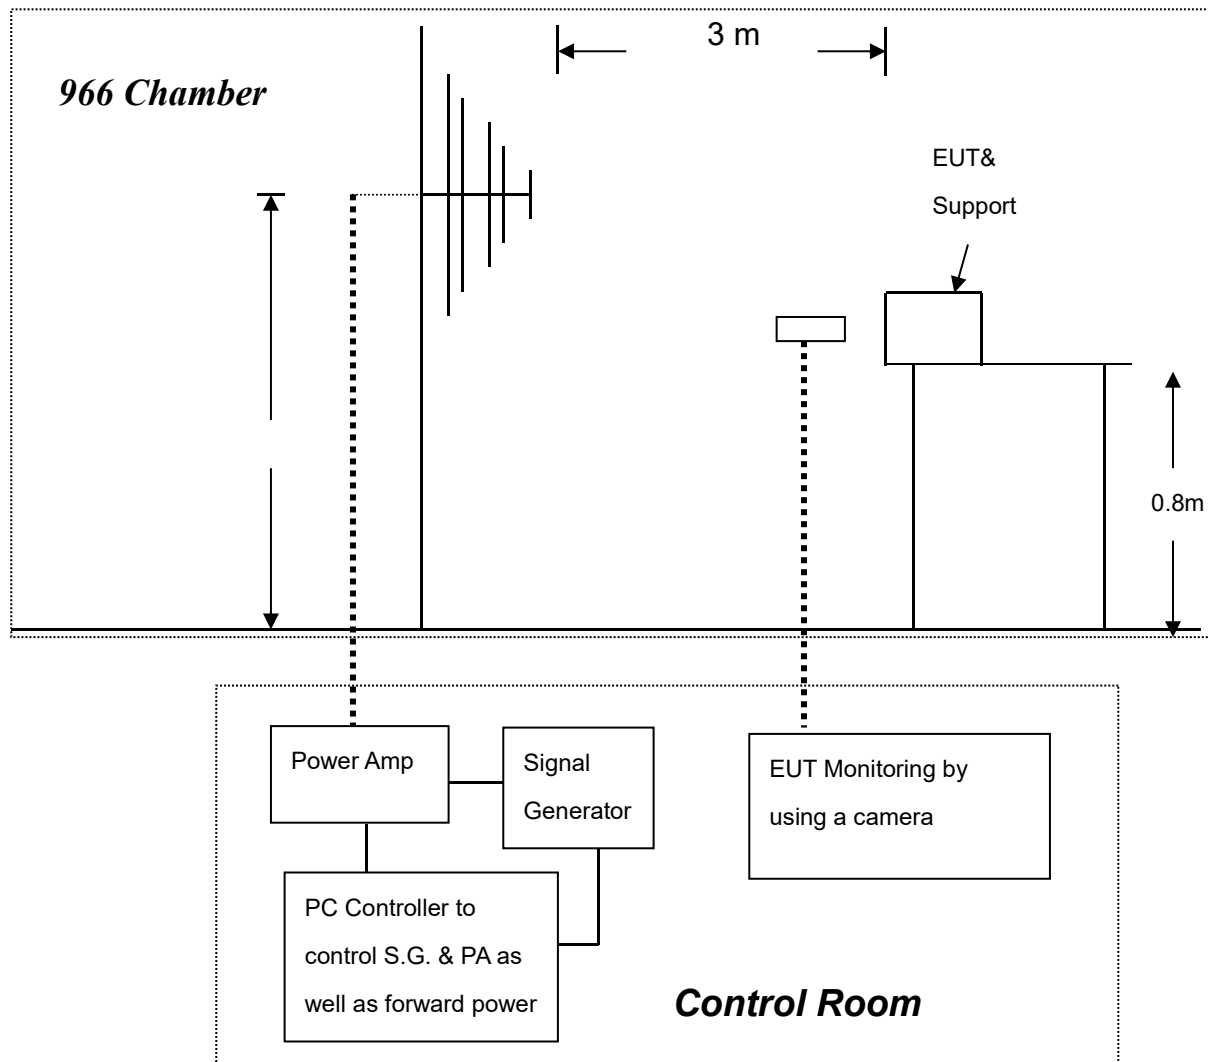 3 m
966 Chamber
EUT&
Support
0.8m
Power Amp
Signal
Generator
EUT Monitoring by
using a camera
PC Controller to
control S.G. & PA as
well as forward power
Control Room